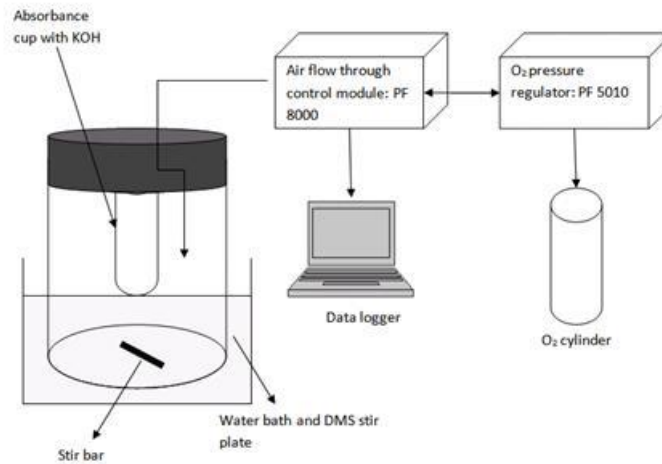 Absorbance
cup with KOH
Air flow through
control module: PF
8000
O₂ pressure
regulator: PF 5010
Data logger
O₂ cylinder
Water bath and DMS stir
plate
Stir bar